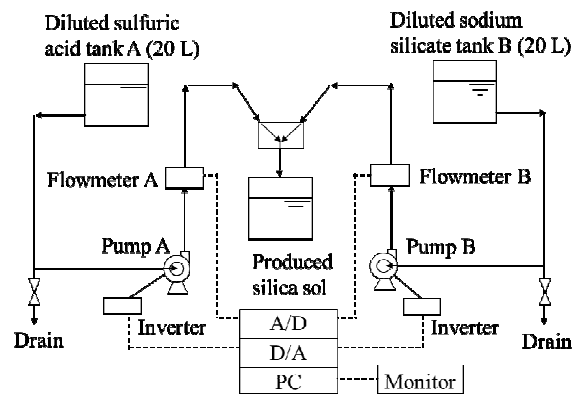 Diluted sulfuric
acid tank A (20 L)
Diluted sodium
silicate tank B (20 L)
Flowmeter A
Flowmeter B
Pump A
Pump B
Produced
silica sol
Inverter
Inverter
Drain
Drain
A/D
D/A
PC
Monitor